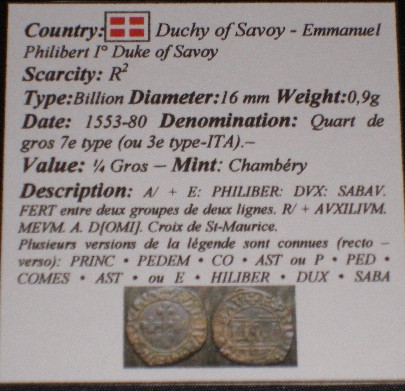 Country: Duchy of Savoy - Emmanuel
Philibert I° Duke of Savoy
Scarcity: R²
Type:Billion Diameter:16 mm Weight:0,9g
Date: 1553-80 Denomination: Quart de
gros 7e type (ou 3e type-ITA).–
Value: ¼ Gros – Mint: Chambéry
Description: A/ + E: PHILIBER: DVX: SABAV.
FERT entre deux groupes de deux lignes. R/ + AVXILIVM.
MEVM. A. D[OMI]. Croix de St-Maurice.
Plusieurs versions de la légende sont connues (recto –
verso): PRINC • PEDEM • CO • AST ou P • PED •
COMES • AST • ou E • HILIBER • DUX • SABA